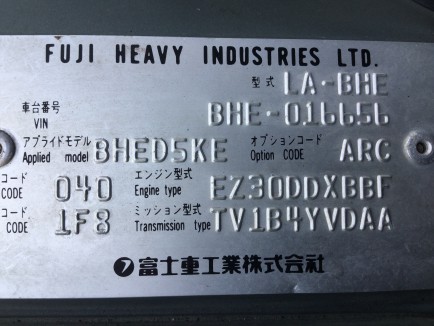 FUJI HEAVY INDUSTRIES LTD.
型式 LA-BHE
車台番号 VIN BHE-016656
アプライドモデル Applied model BHED5KE オプションコード Option CODE ARC
コード CODE 040 エンジン型式 Engine type EZ30DDXBBF
コード CODE 1F8 ミッション型式 Transmission type TV1B4YVDAA
富士重工業株式会社